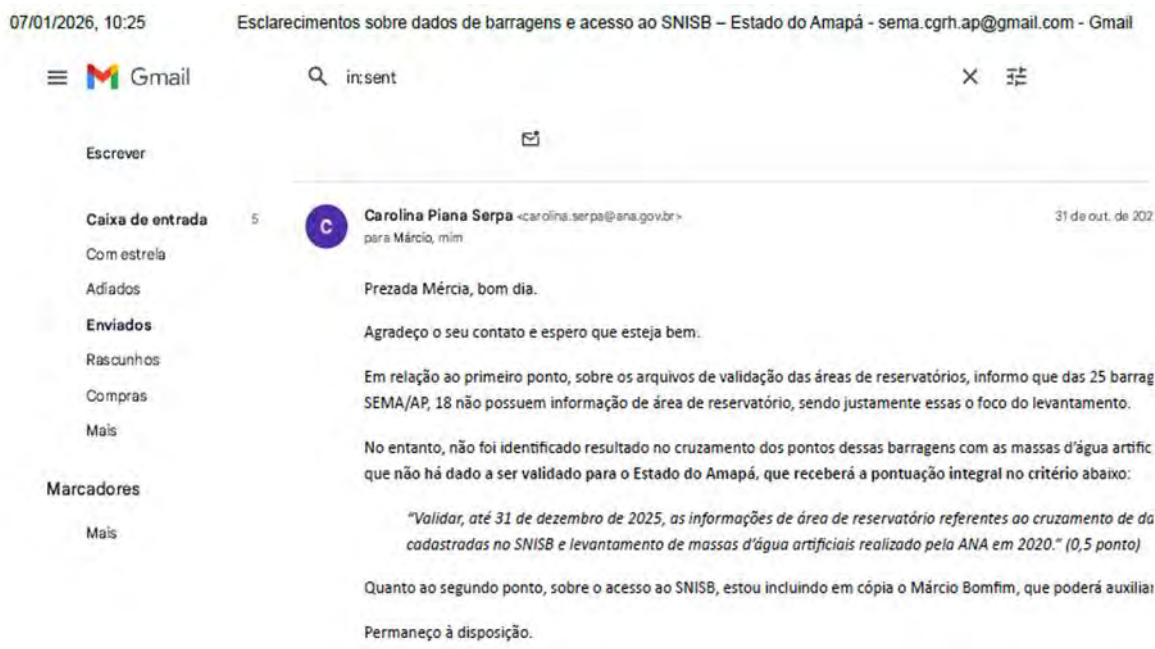 07/01/2026, 10:25 Esclarecimentos sobre dados de barragens e acesso ao SNISB – Estado do Amapá - sema.cgrh.ap@gmail.com - Gmail
Gmail
in:sent
Escrever
Caixa de entrada 5
Com estrela
Adiados
Enviados
Rascunhos
Compras
Mais
Marcadores
Mais
C
Carolina Piana Serpa <carolina.serpa@ana.gov.br> 31 de out. de 202
para Márcio, mim
Prezada Mércia, bom dia.
Agradeço o seu contato e espero que esteja bem.
Em relação ao primeiro ponto, sobre os arquivos de validação das áreas de reservatórios, informo que das 25 barrag
SEMA/AP, 18 não possuem informação de área de reservatório, sendo justamente essas o foco do levantamento.
No entanto, não foi identificado resultado no cruzamento dos pontos dessas barragens com as massas d'água artific
que não há dado a ser validado para o Estado do Amapá, que receberá a pontuação integral no critério abaixo:
"Validar, até 31 de dezembro de 2025, as informações de área de reservatório referentes ao cruzamento de da
cadastradas no SNISB e levantamento de massas d'água artificiais realizado pela ANA em 2020." (0,5 ponto)
Quanto ao segundo ponto, sobre o acesso ao SNISB, estou incluindo em cópia o Márcio Bomfim, que poderá auxiliar
Permaneço à disposição.